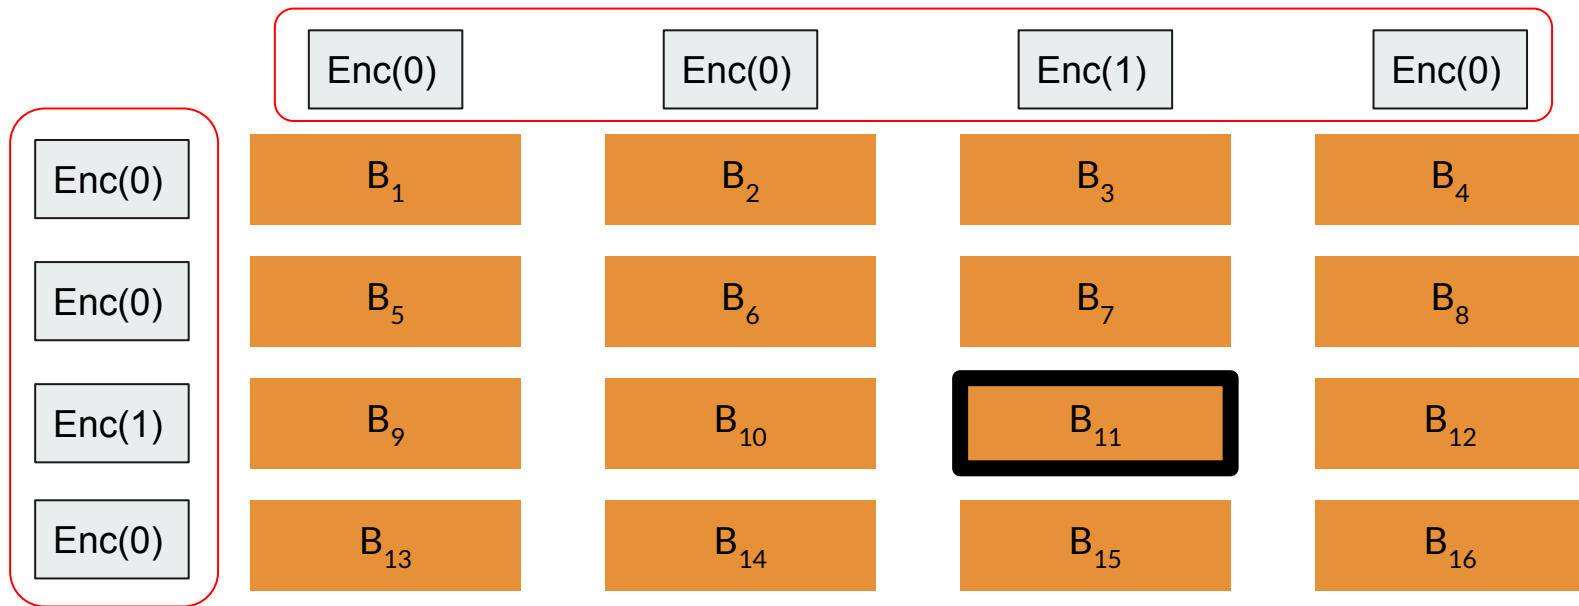 Enc(0) Enc(0) Enc(1) Enc(0)
Enc(0) B₁ B₂ B₃ B₄
Enc(0) B₅ B₆ B₇ B₈
Enc(1) B₉ B₁₀ B₁₁ B₁₂
Enc(0) B₁₃ B₁₄ B₁₅ B₁₆